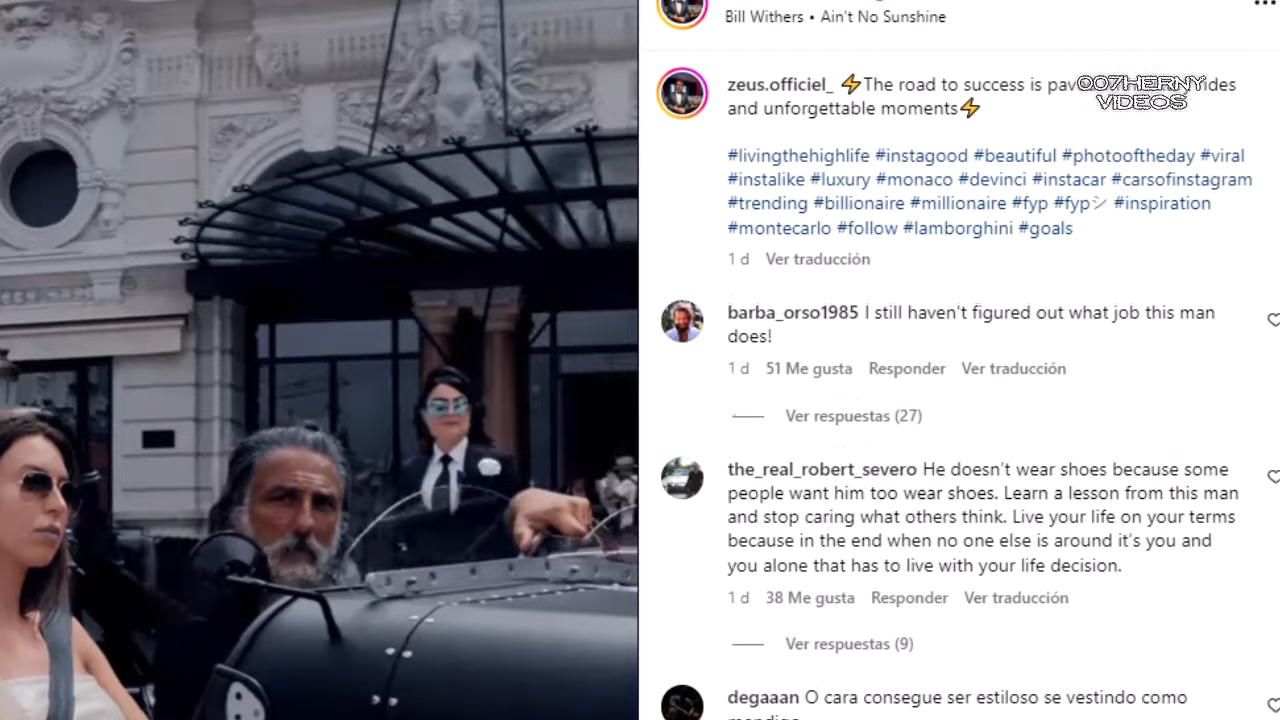 Bill Withers • Ain't No Sunshine
zeus.officiel_ ⚡The road to success is pav
ides
and unforgettable moments⚡
007HERNY
VIDEOS
#livingthehighlife #instagood #beautiful #photooftheday #viral
#instalike #luxury #monaco #devinci #instacar #carsofinstagram
#trending #billionaire #millionaire #fyp #fypシ #inspiration
#montecarlo #follow #lamborghini #goals
1 d Ver traducción
barba_orso1985 I still haven't figured out what job this man
does!
1 d 51 Me gusta Responder Ver traducción
Ver respuestas (27)
the_real_robert_severo He doesn't wear shoes because some
people want him too wear shoes. Learn a lesson from this man
and stop caring what others think. Live your life on your terms
because in the end when no one else is around it's you and
you alone that has to live with your life decision.
1 d 38 Me gusta Responder Ver traducción
Ver respuestas (9)
degaaan O cara consegue ser estiloso se vestindo como